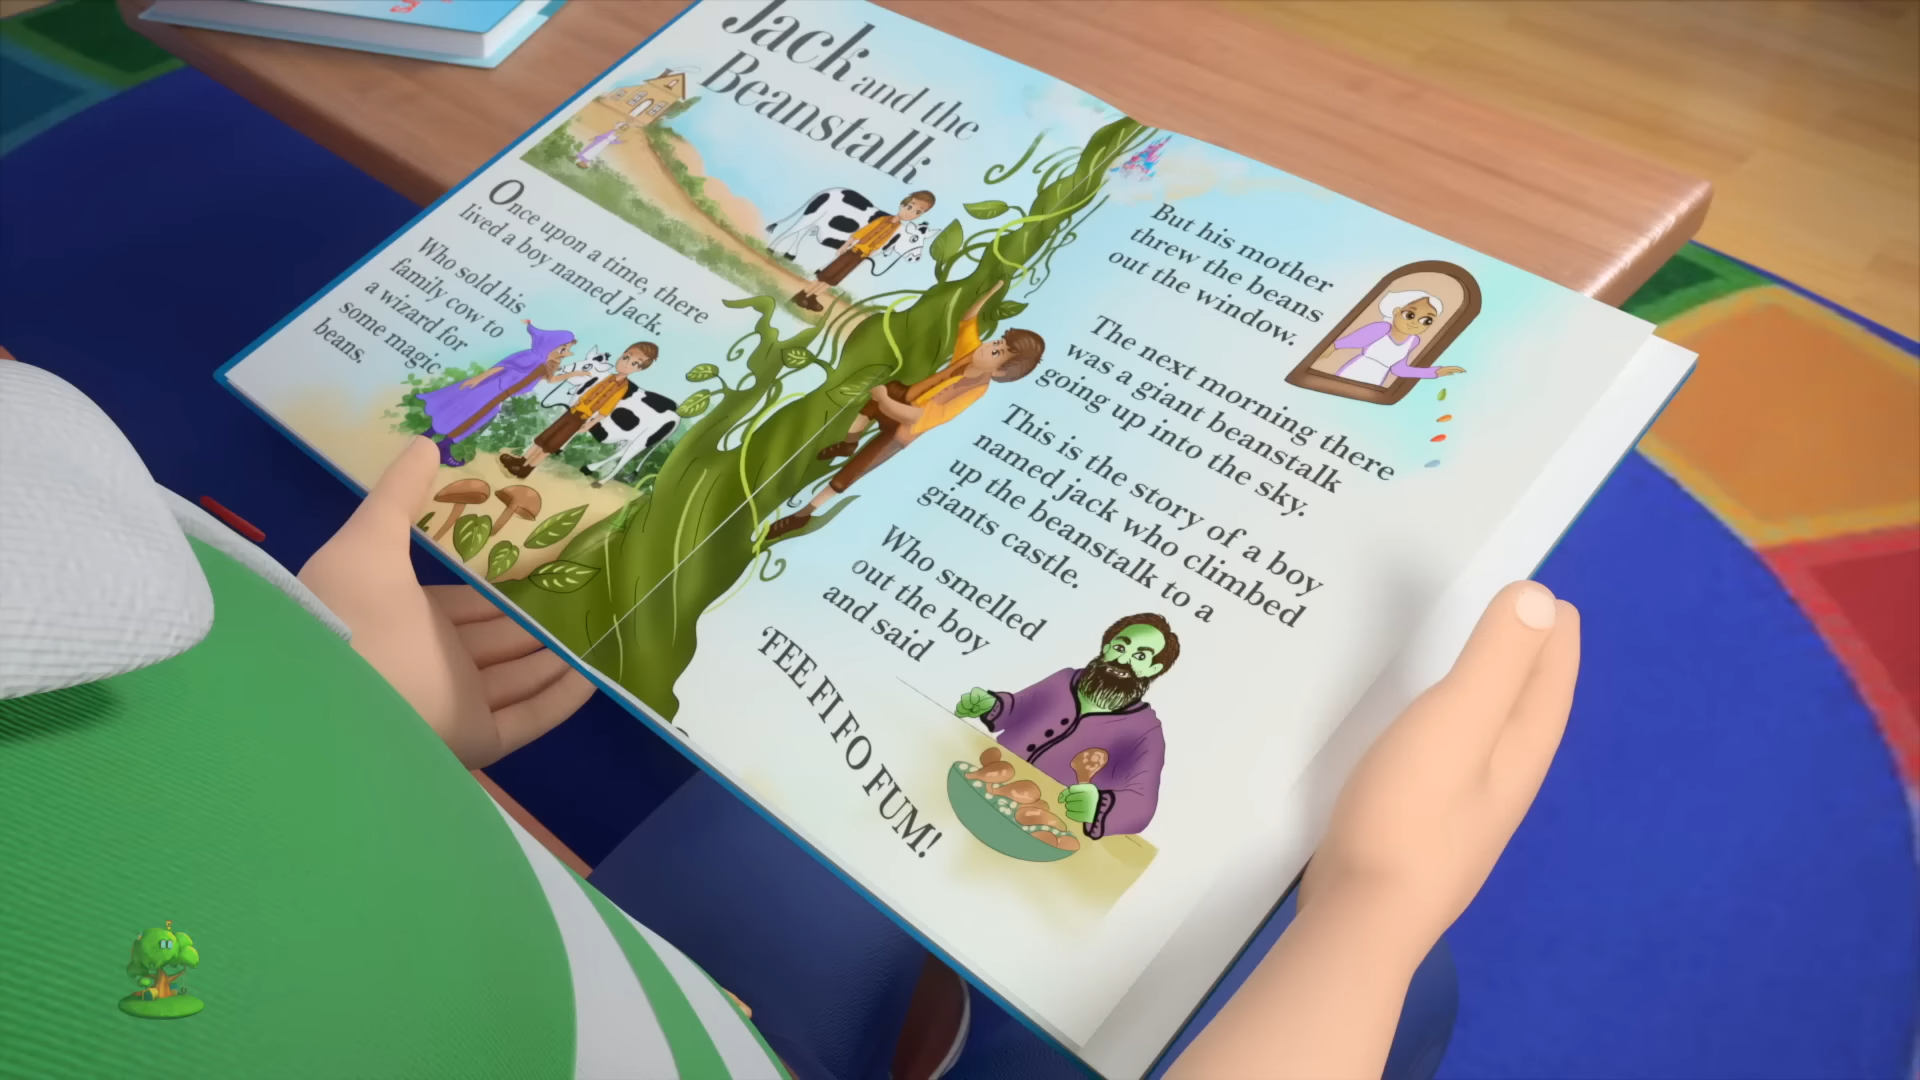 Jack and the
Beanstalk
Once upon a time, there
lived a boy named Jack.
Who sold his
family cow to
a wizard for
some magic
beans.
But his mother
threw the beans
out the window.
The next morning there
was a giant beanstalk
going up into the sky.
This is the story of a boy
named jack who climbed
up the beanstalk to a
giants castle.
Who smelled
out the boy
and said
'FEE FI FO FUM!